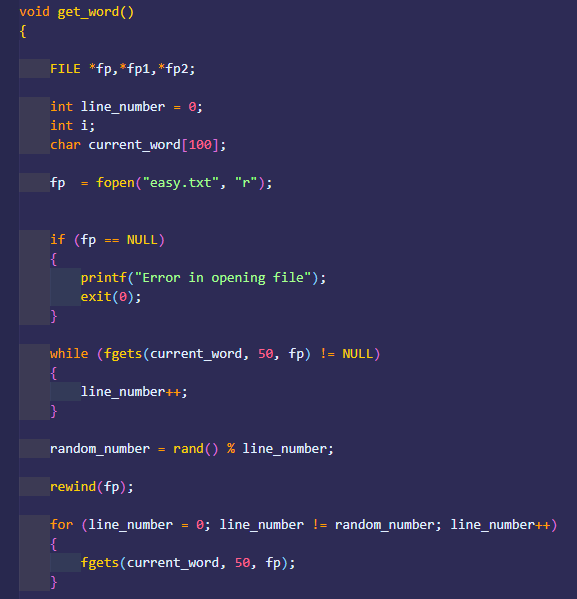 void get_word()
{
FILE *fp,*fp1,*fp2;
int line_number = 0;
int i;
char current_word[100];
fp  = fopen("easy.txt", "r");
if (fp == NULL)
{
printf("Error in opening file");
exit(0);
}
while (fgets(current_word, 50, fp) != NULL)
{
line_number++;
}
random_number = rand() % line_number;
rewind(fp);
for (line_number = 0; line_number != random_number; line_number++)
{
fgets(current_word, 50, fp);
}